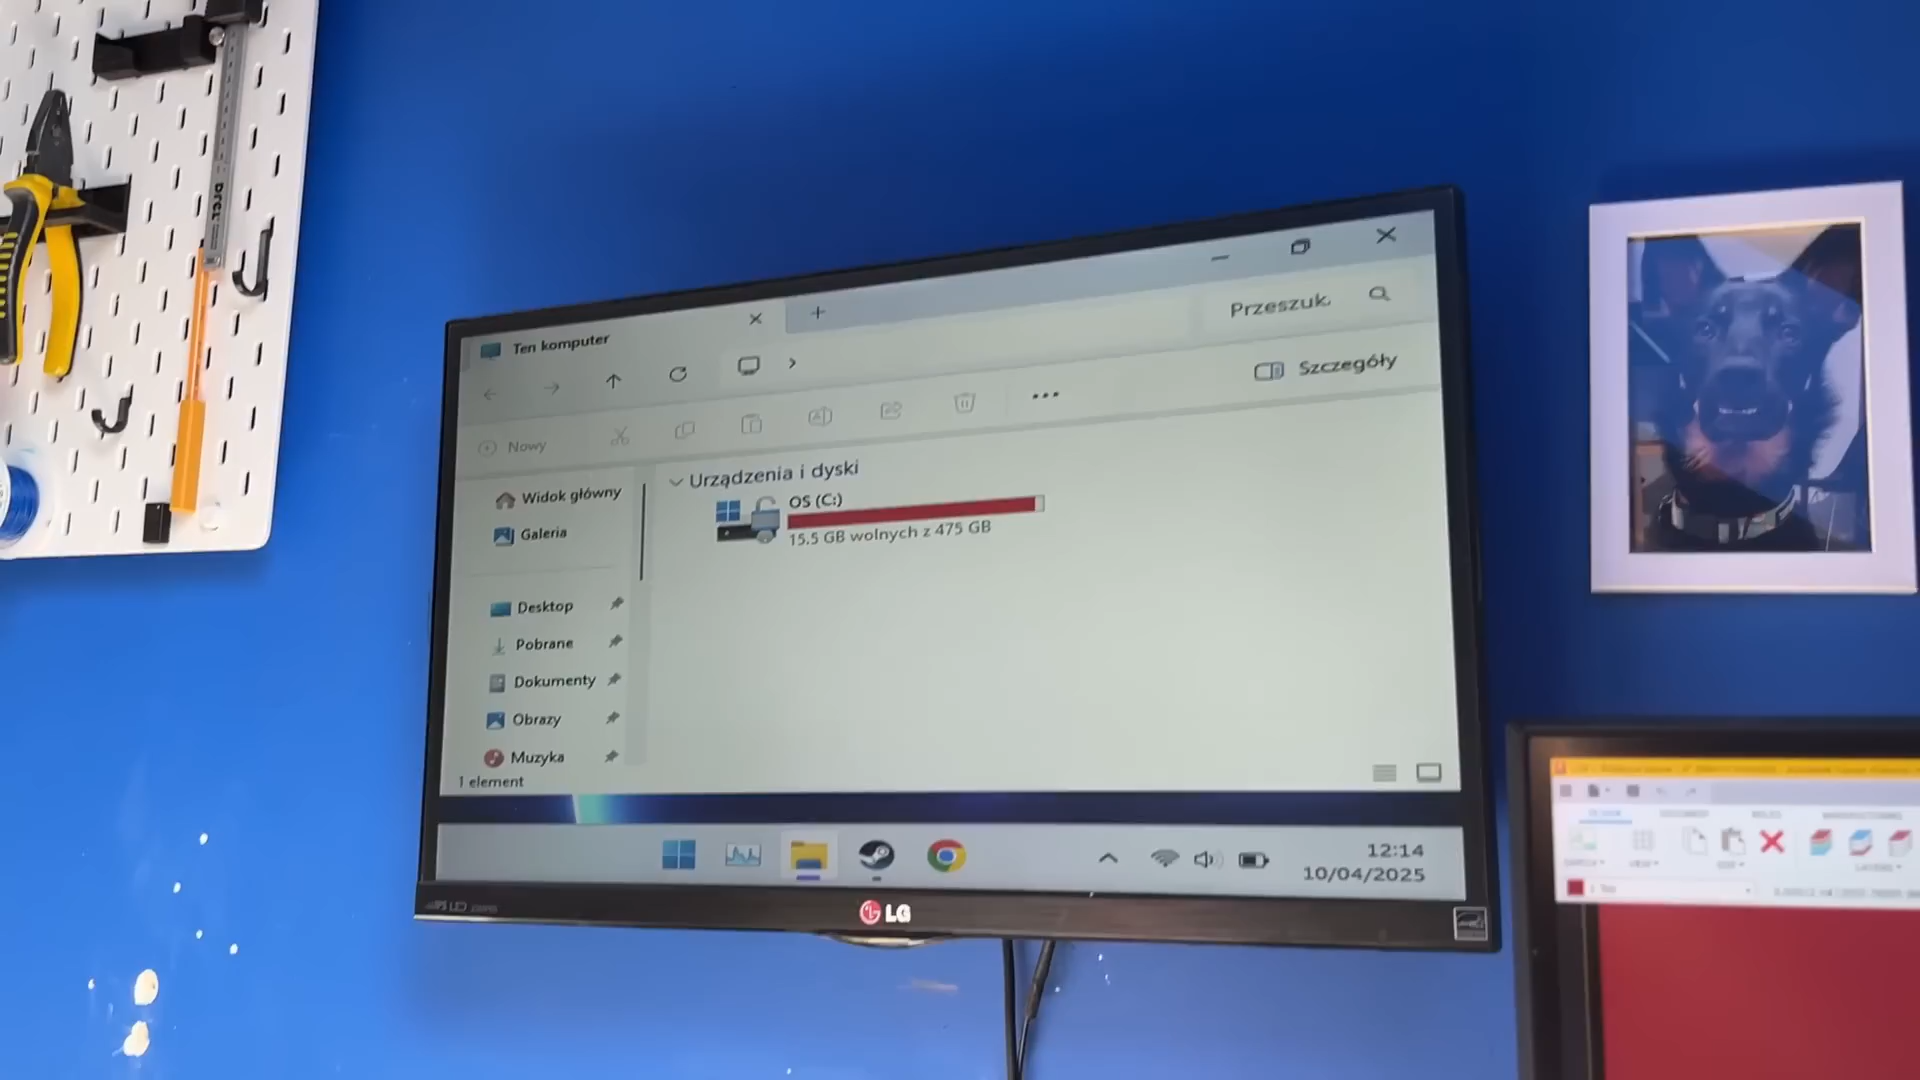 Ten komputer
Przeszuk
Szczegóły
Nowy
Widok główny
Galeria
Desktop
Pobrane
Dokumenty
Obrazy
Muzyka
1 element
Urządzenia i dyski
OS (C:)
15.5 GB wolnych z 475 GB
12:14
10/04/2025
LG